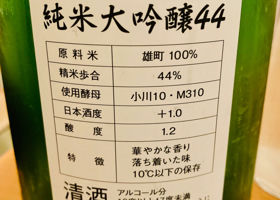 純米大吟醸44
原料米 雄町 100%
精米歩合 44%
使用酵母 小川10・M310
日本酒度 +1.0
酸度 1.2
特徴 華やかな香り
落ち着いた味
10℃以下の保存
清酒 アルコール分